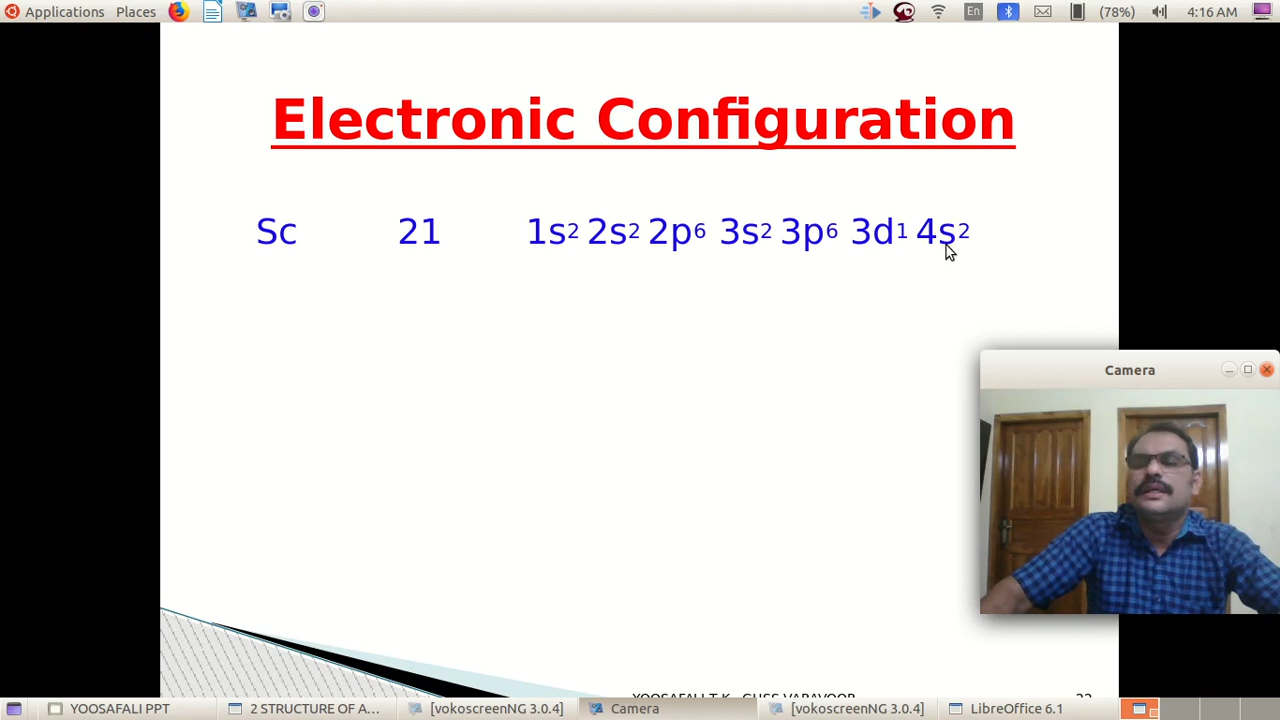 Applications Places En (78%) 4:16 AM
Electronic Configuration
Sc 21 1s2 2s2 2p6 3s2 3p6 3d1 4s2
Camera
YOOSAFALI PPT 2 STRUCTURE OF A... [vokoscreenNG 3.0.4] Camera [vokoscreenNG 3.0.4] LibreOffice 6.1